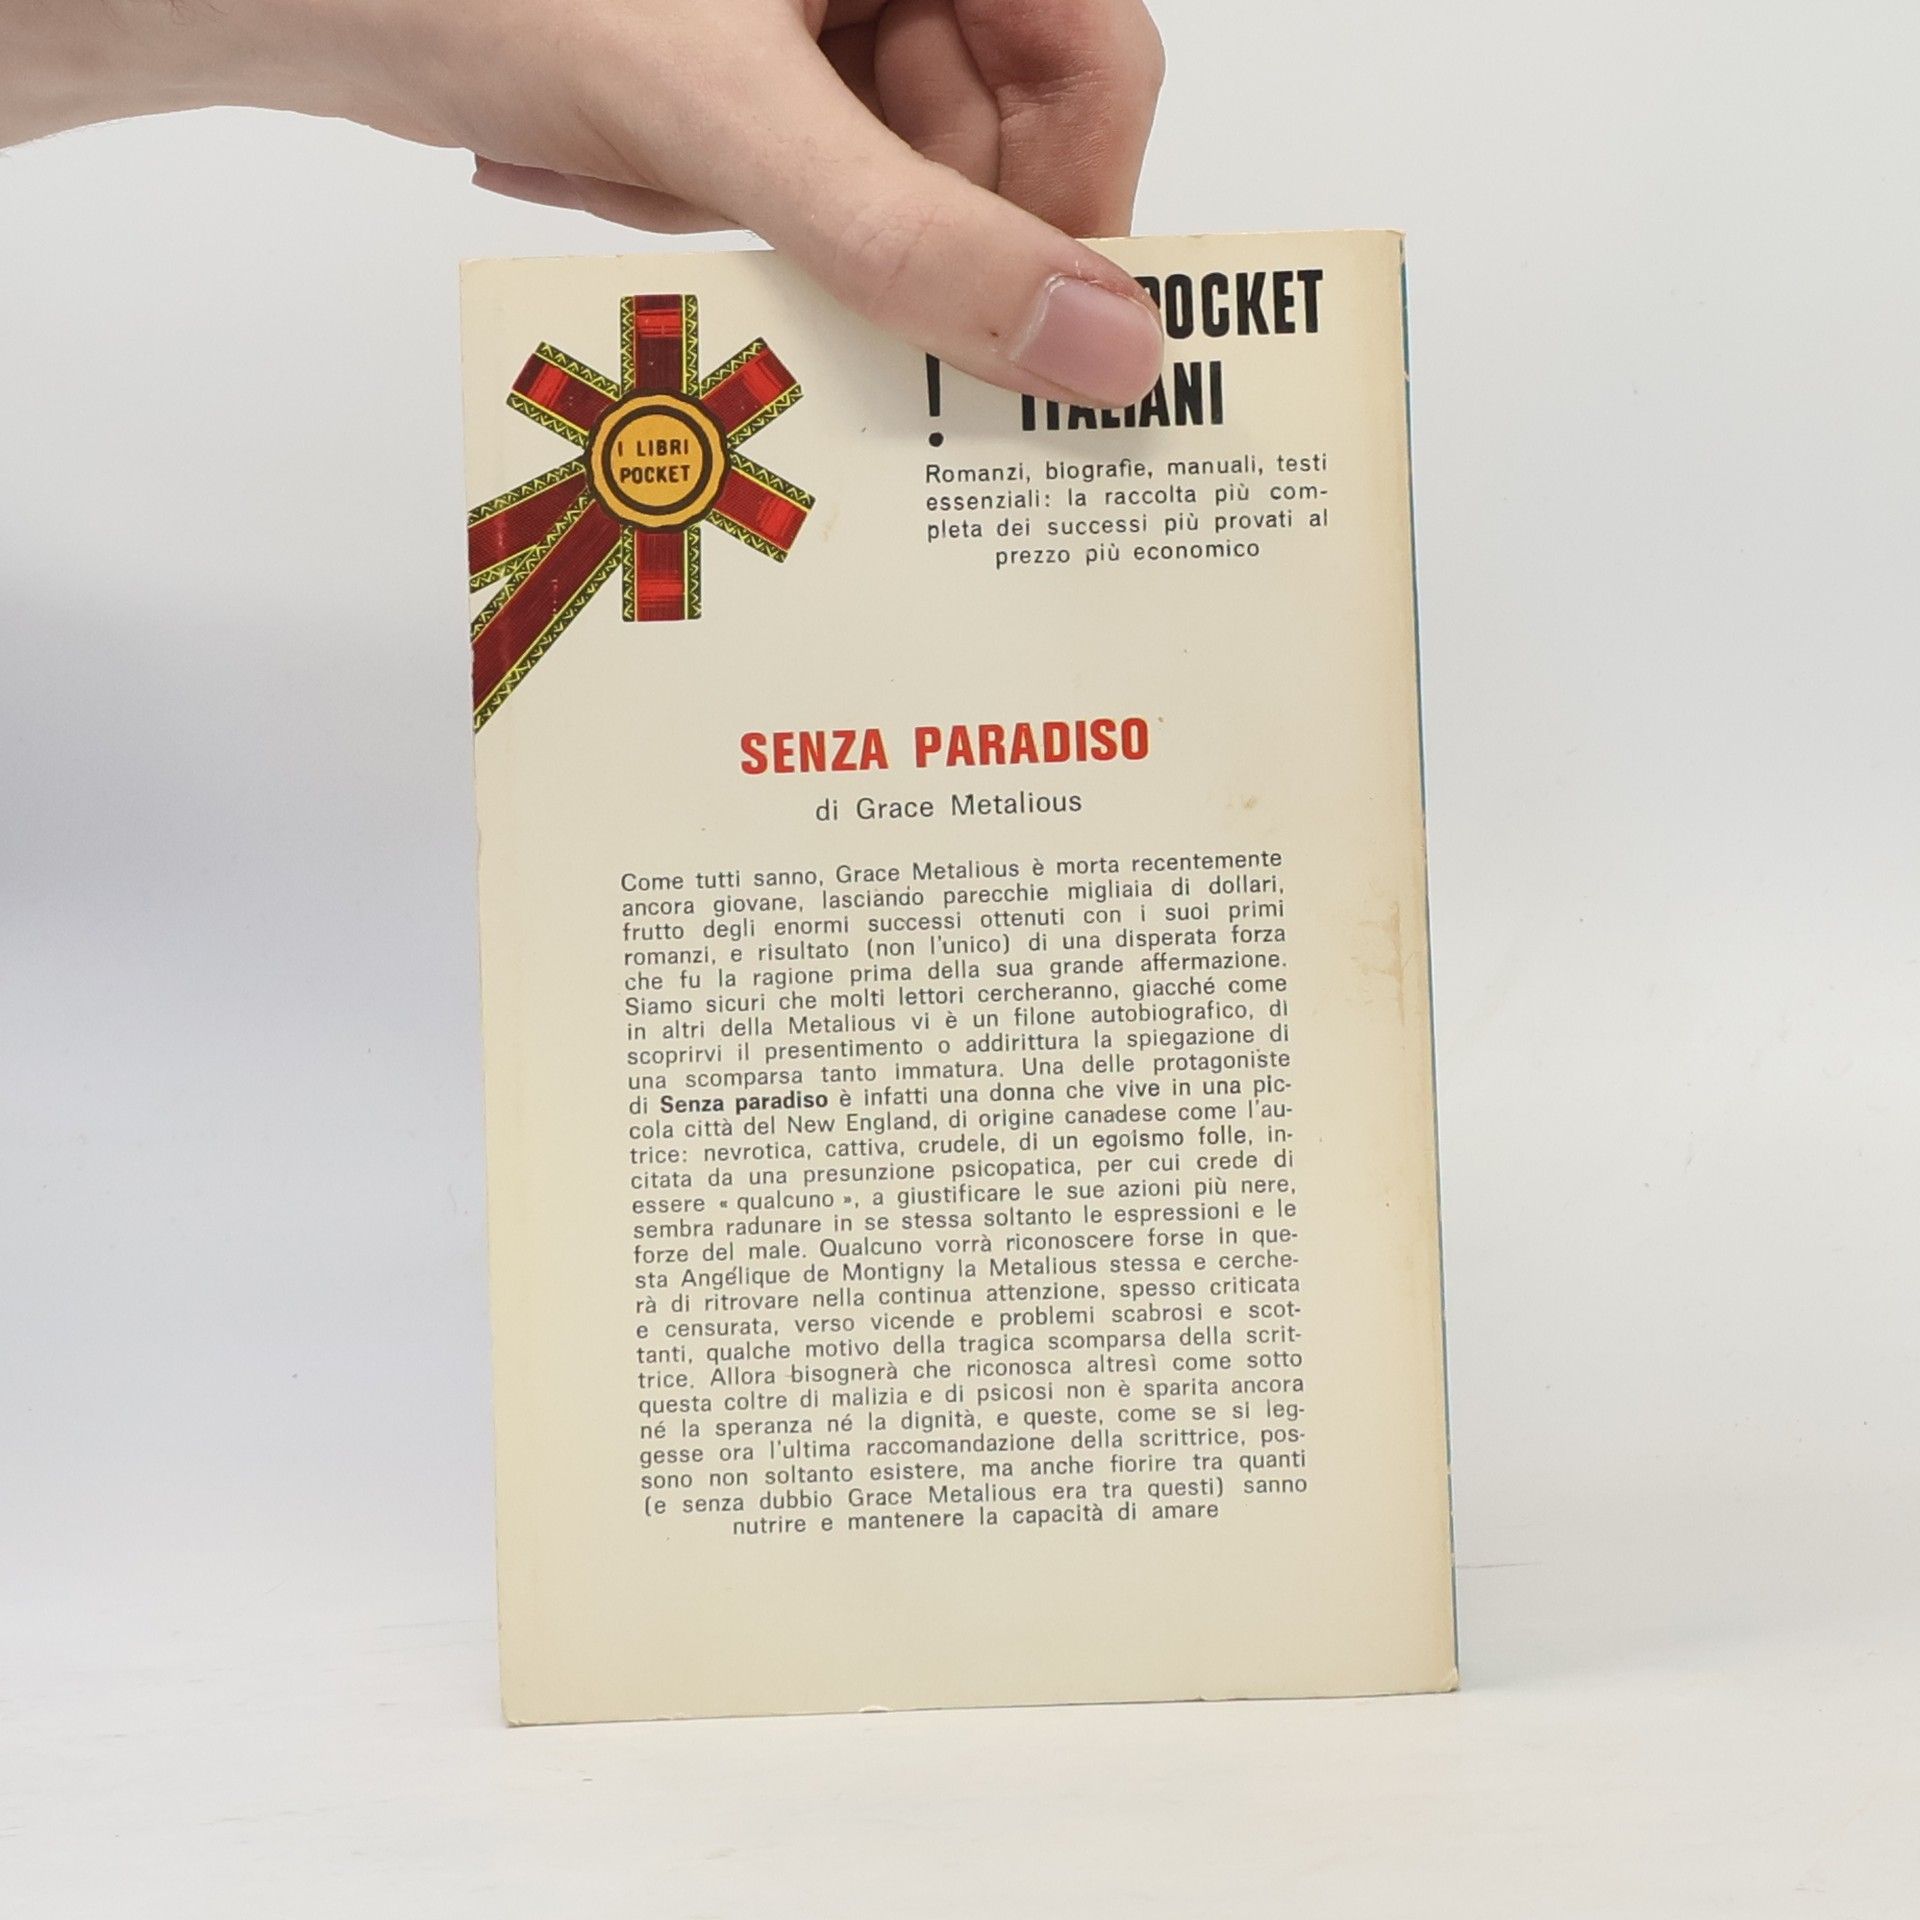 I LIBRI
POCKET
POCKET
! ITALIANI
Romanzi, biografie, manuali, testi
essenziali: la raccolta più com-
pleta dei successi più provati al
prezzo più economico
SENZA PARADISO
di Grace Metalious
Come tutti sanno, Grace Metalious è morta recentemente
ancora giovane, lasciando parecchie migliaia di dollari,
frutto degli enormi successi ottenuti con i suoi primi
romanzi, e risultato (non l'unico) di una disperata forza
che fu la ragione prima della sua grande affermazione.
Siamo sicuri che molti lettori cercheranno, giacché come
in altri della Metalious vi è un filone autobiografico, di
scoprirvi il presentimento o addirittura la spiegazione di
una scomparsa tanto immatura. Una delle protagoniste
di Senza paradiso è infatti una donna che vive in una pic-
cola città del New England, di origine canadese come l'au-
trice: nevrotica, cattiva, crudele, di un egoismo folle, in-
citata da una presunzione psicopatica, per cui crede di
essere « qualcuno », a giustificare le sue azioni più nere,
sembra radunare in se stessa soltanto le espressioni e le
forze del male. Qualcuno vorrà riconoscere forse in que-
sta Angélique de Montigny la Metalious stessa e cerche-
rà di ritrovare nella continua attenzione, spesso criticata
e censurata, verso vicende e problemi scabrosi e scot-
tanti, qualche motivo della tragica scomparsa della scrit-
trice. Allora bisognerà che riconosca altresì come sotto
questa coltre di malizia e di psicosi non è sparita ancora
né la speranza né la dignità, e queste, come se si leg-
gesse ora l'ultima raccomandazione della scrittrice, pos-
sono non soltanto esistere, ma anche fiorire tra quanti
(e senza dubbio Grace Metalious era tra questi) sanno
nutrire e mantenere la capacità di amare